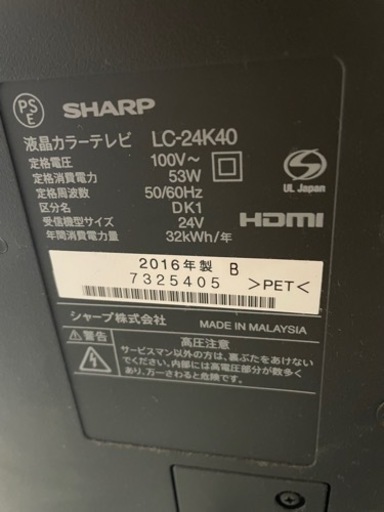 PS
E
SHARP
液晶カラーテレビ LC-24K40
定格電圧 100V～
定格消費電力 53W
定格周波数 50/60Hz
区分名 DK1
受信機型サイズ 24V
年間消費電力量 32kWh/年
UL Japan
HDMI
2016年製 B
7325405 >PET<
シャープ株式会社 MADE IN MALAYSIA
警告
高圧注意
サービスマン以外の方は、裏ぶたをあけない
でください。内部には高電圧部分が数多く
あり、万一さわると危険です。